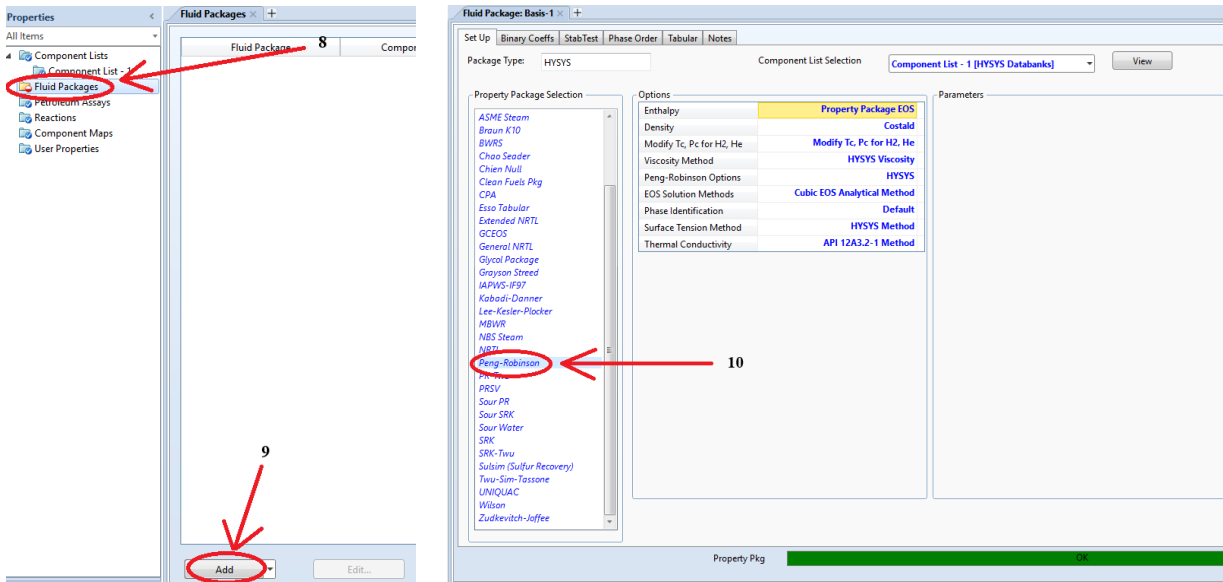 Properties <
All Items
Component Lists
Component List - 1
Fluid Packages
Petroleum Assays
Reactions
Component Maps
User Properties
Fluid Packages × +
Fluid Package Compor
8
9
Add Edit...
Fluid Package: Basis-1 × +
Set Up Binary Coeffs StabTest Phase Order Tabular Notes
Package Type: HYSYS Component List Selection Component List - 1 [HYSYS Databanks] View
Property Package Selection
ASME Steam
Braun K10
BWRS
Chao Seader
Chien Null
Clean Fuels Pkg
CPA
Esso Tabular
Extended NRTL
GCEOS
General NRTL
Glycol Package
Grayson Streed
IAPWS-IF97
Kabadi-Danner
Lee-Kesler-Plocker
MBWR
NBS Steam
NRTL
Peng-Robinson
PR-Twu
PRSV
Sour PR
Sour SRK
Sour Water
SRK
SRK-Twu
Sulsim (Sulfur Recovery)
Twu-Sim-Tassone
UNIQUAC
Wilson
Zudkevitch-Joffee
10
Options
Enthalpy Property Package EOS
Density Costald
Modify Tc, Pc for H2, He Modify Tc, Pc for H2, He
Viscosity Method HYSYS Viscosity
Peng-Robinson Options HYSYS
EOS Solution Methods Cubic EOS Analytical Method
Phase Identification Default
Surface Tension Method HYSYS Method
Thermal Conductivity API 12A3.2-1 Method
Parameters
Property Pkg OK